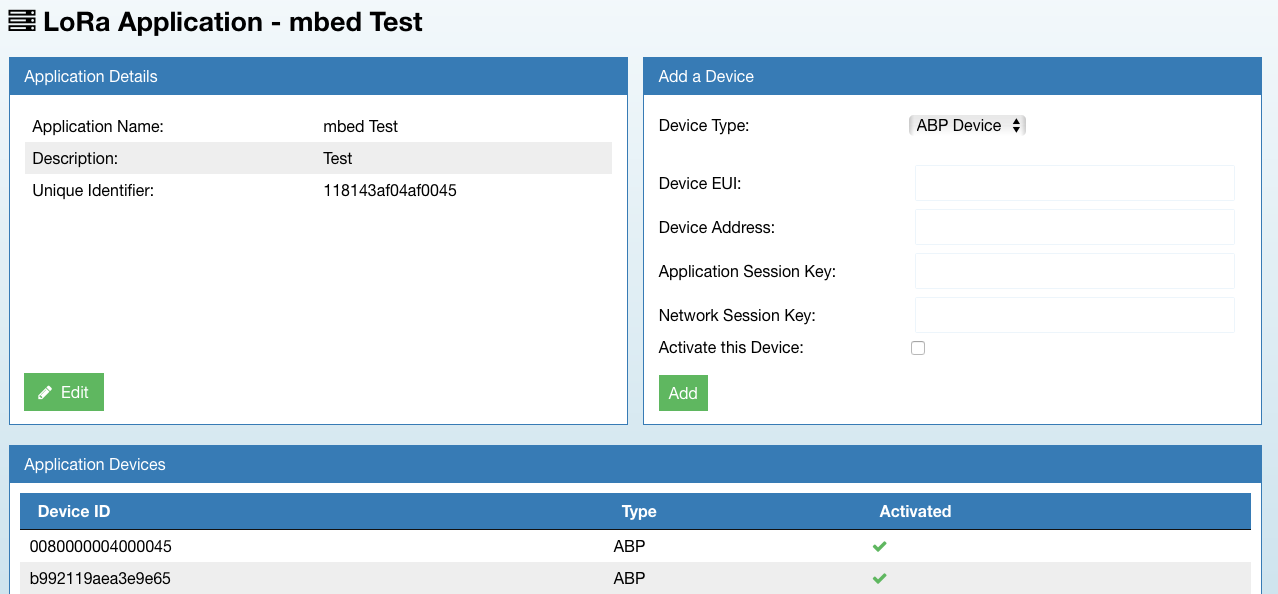 LoRa Application - mbed Test
Application Details
Application Name: mbed Test
Description: Test
Unique Identifier: 118143af04af0045
Edit
Add a Device
Device Type: ABP Device
Device EUI:
Device Address:
Application Session Key:
Network Session Key:
Activate this Device:
Add
Application Devices
Device ID Type Activated
0080000004000045 ABP
b992119aea3e9e65 ABP